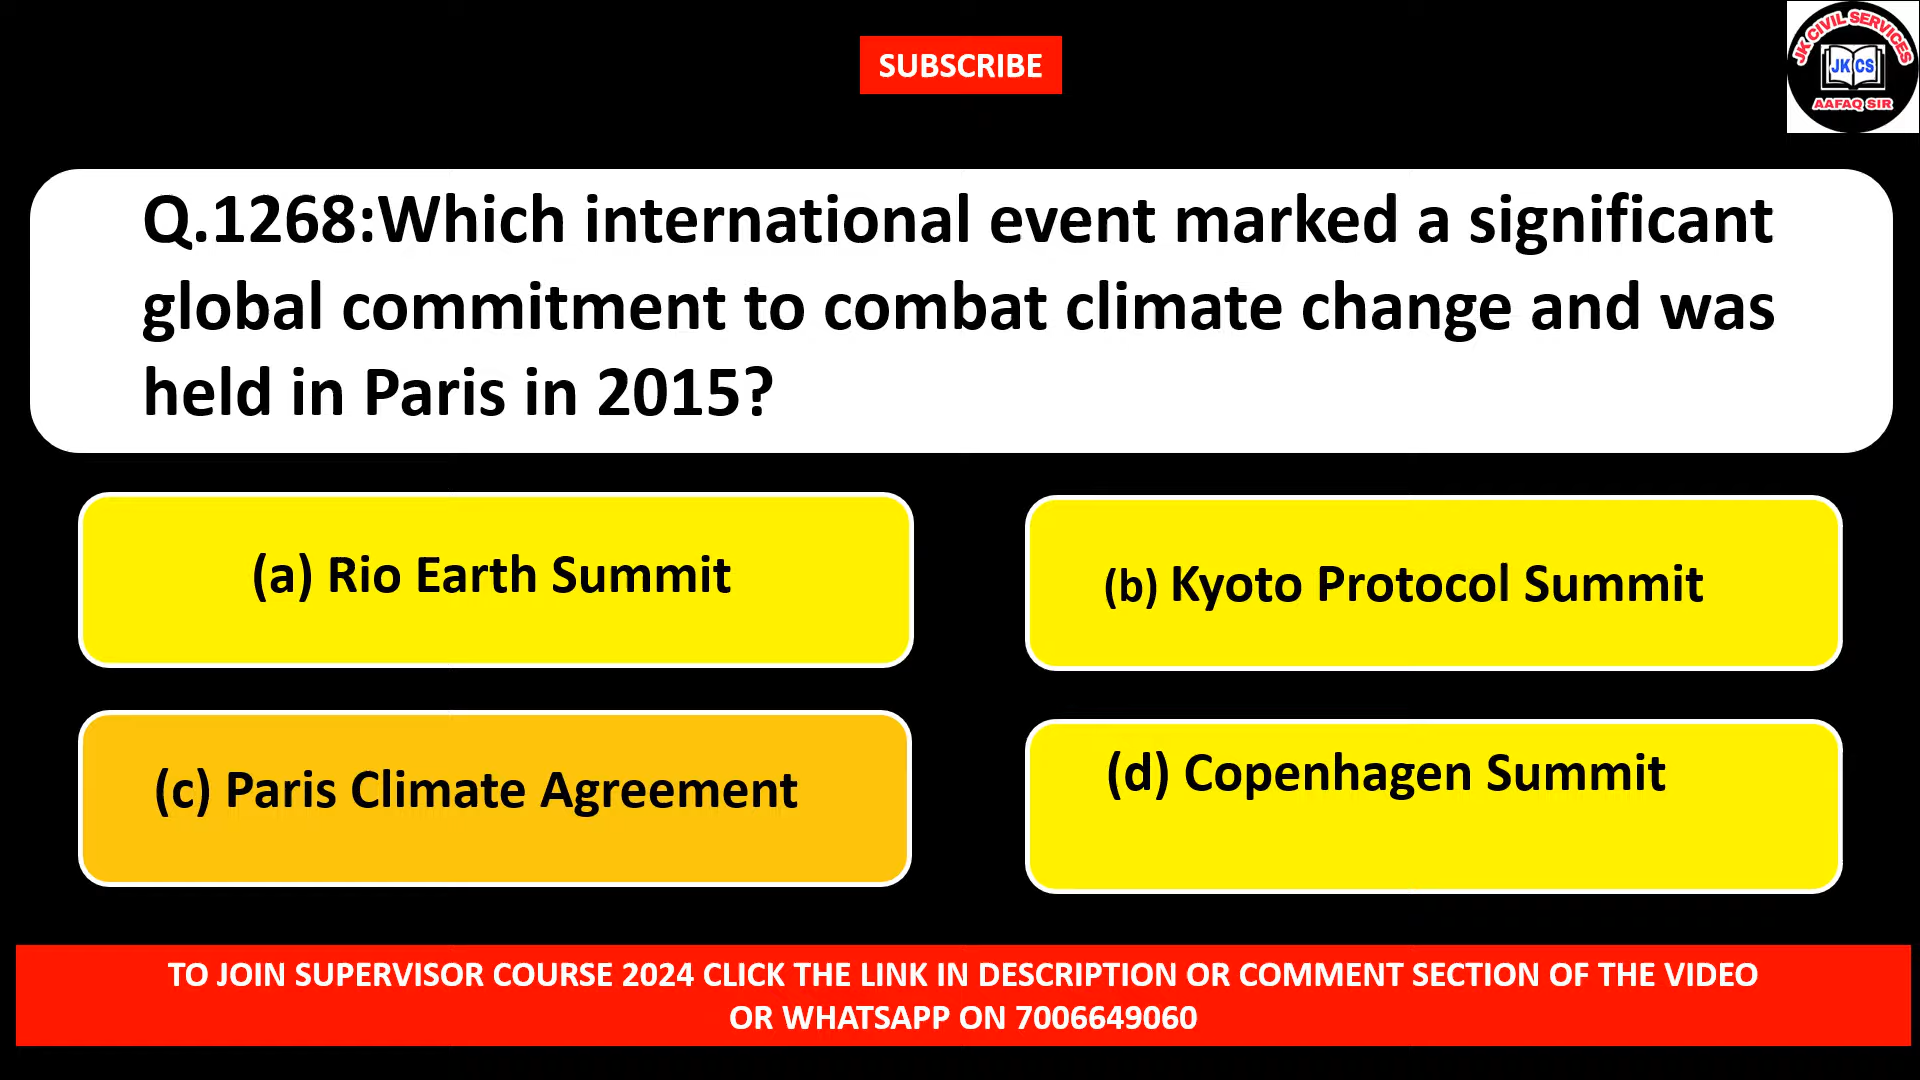 SUBSCRIBE
JK CIVIL SERVICES
JK CS
AAFAQ SIR
Q.1268:Which international event marked a significant
global commitment to combat climate change and was
held in Paris in 2015?
(a) Rio Earth Summit
(b) Kyoto Protocol Summit
(c) Paris Climate Agreement
(d) Copenhagen Summit
TO JOIN SUPERVISOR COURSE 2024 CLICK THE LINK IN DESCRIPTION OR COMMENT SECTION OF THE VIDEO
OR WHATSAPP ON 7006649060